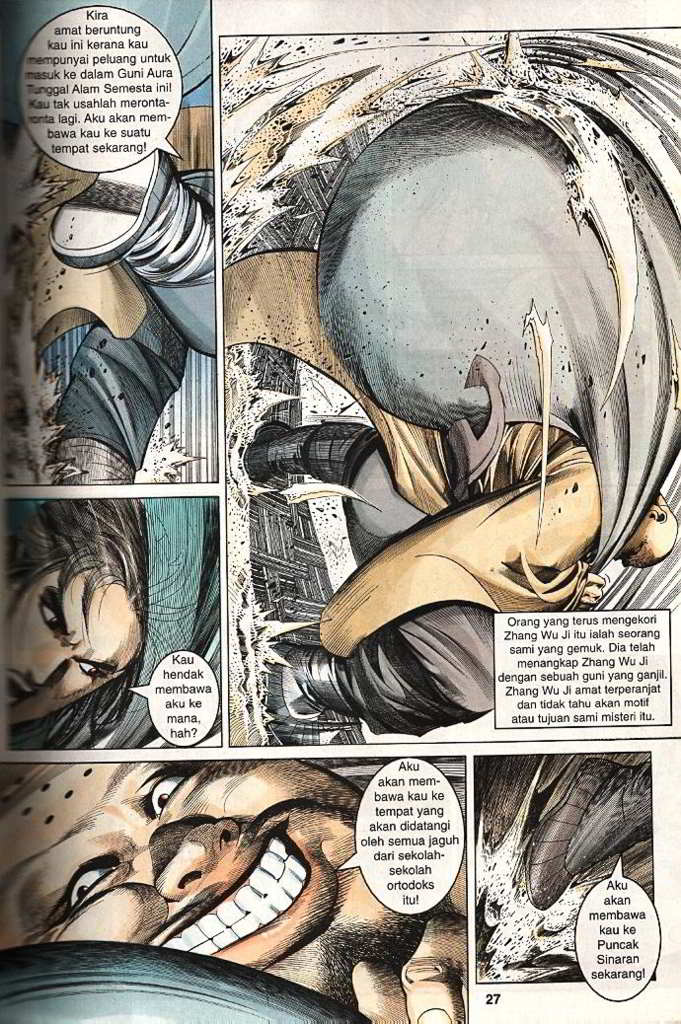 Kira
amat beruntung
kau ini kerana kau
mempunyai peluang untuk
masuk ke dalam Guni Aura
Tunggal Alam Semesta ini!
Kau tak usahlah meronta-
ronta lagi. Aku akan mem-
bawa kau ke suatu
tempat sekarang!
Orang yang terus mengekori
Zhang Wu Ji itu ialah seorang
sami yang gemuk. Dia telah
menangkap Zhang Wu Ji
dengan sebuah guni yang ganjil.
Zhang Wu Ji amat terperanjat
dan tidak tahu akan motif
atau tujuan sami misteri itu.
Kau
hendak
membawa
aku ke
mana,
hah?
Aku
akan mem-
bawa kau ke
tempat yang
akan didatangi
oleh semua jaguh
dari sekolah-
sekolah
ortodoks
itu!
Aku
akan
membawa
kau ke
Puncak
Sinaran
sekarang!
27